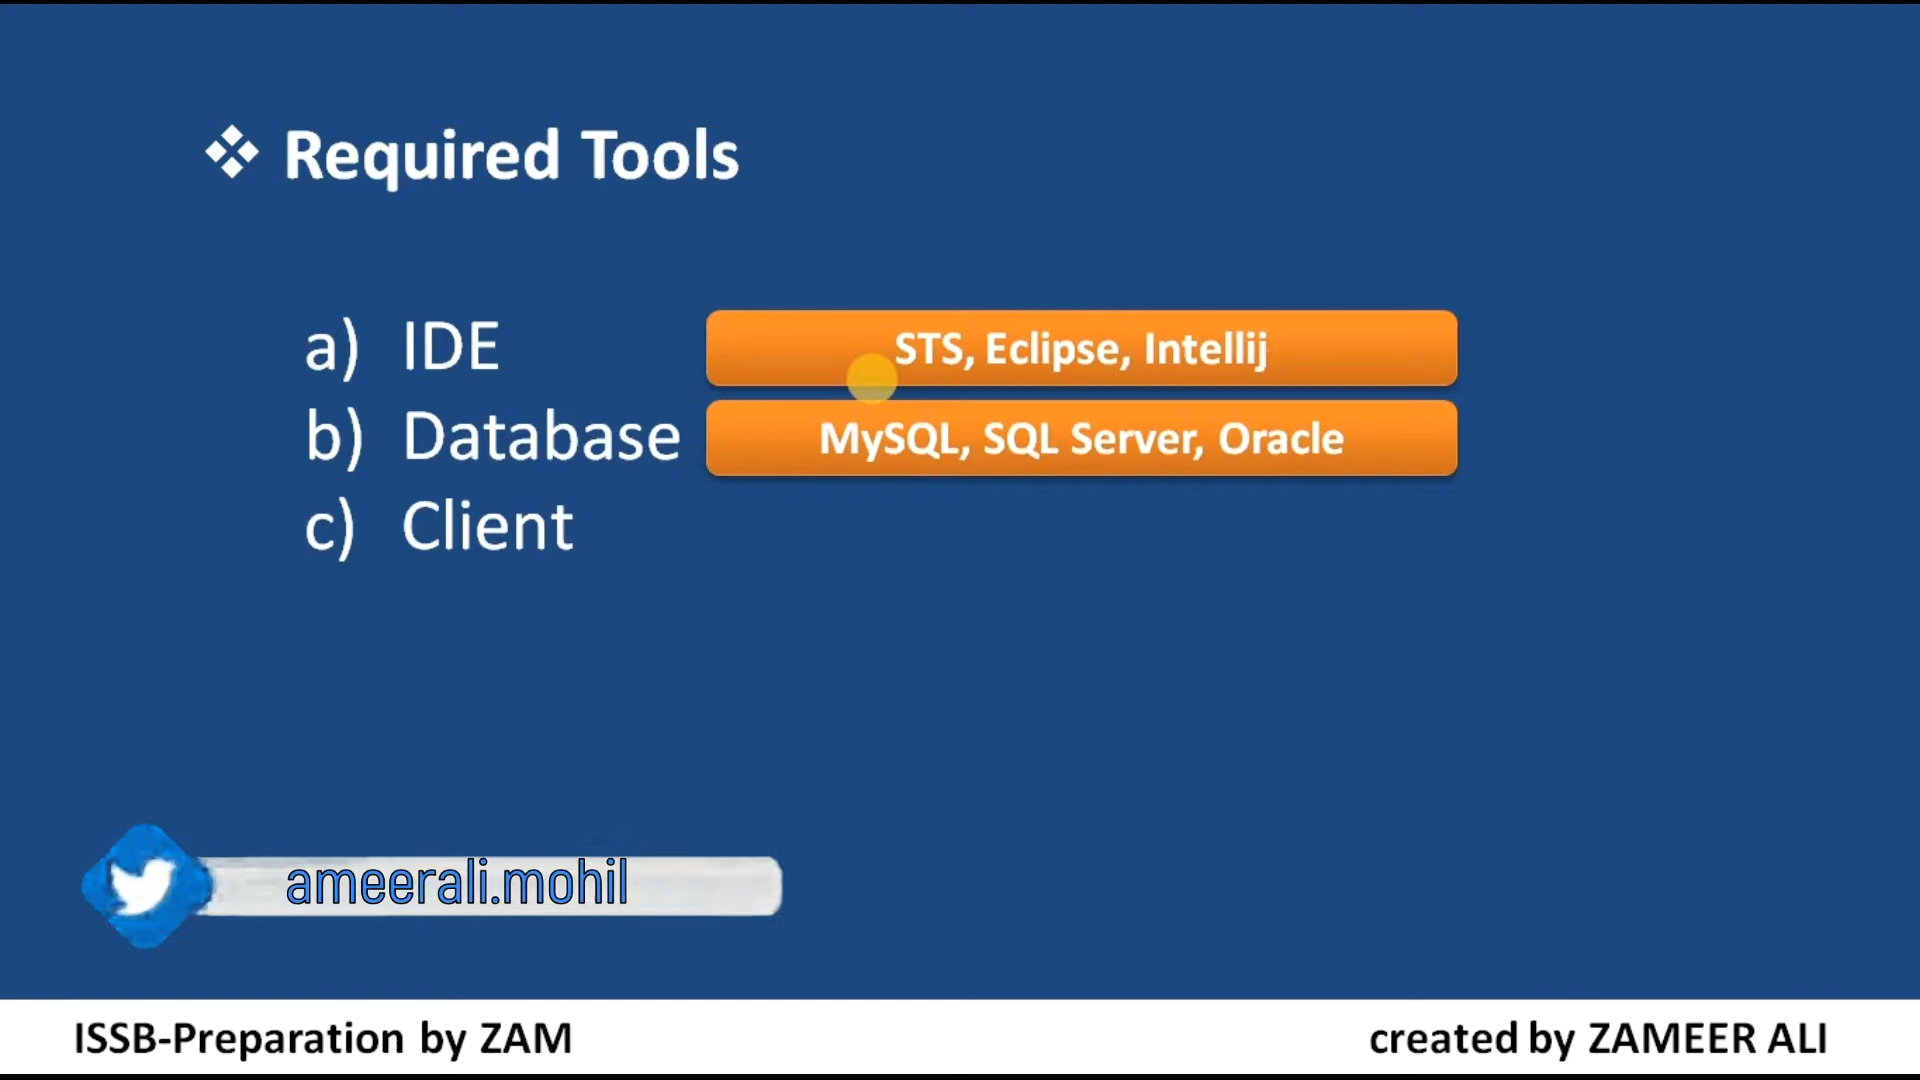 ❖ Required Tools
a) IDE STS, Eclipse, Intellij
b) Database MySQL, SQL Server, Oracle
c) Client
ameerali.mohil
ISSB-Preparation by ZAM created by ZAMEER ALI